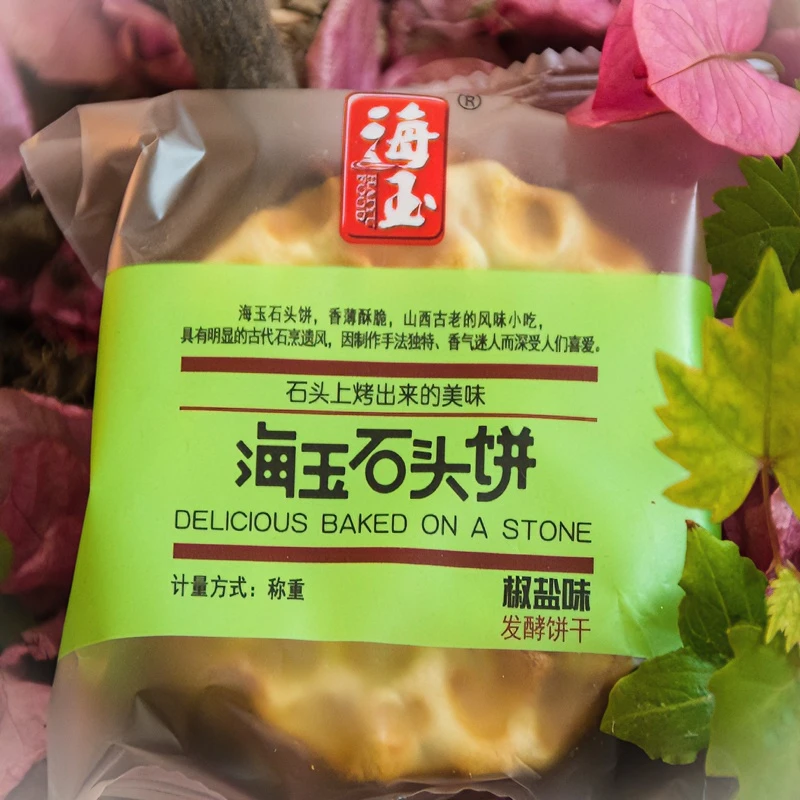 海玉
HAIYU
FOOD
®
海玉石头饼，香薄酥脆，山西古老的风味小吃，
具有明显的古代石烹遗风，因制作手法独特、香气迷人而深受人们喜爱。
石头上烤出来的美味
海玉石头饼
DELICIOUS BAKED ON A STONE
计量方式：称重
椒盐味
发酵饼干